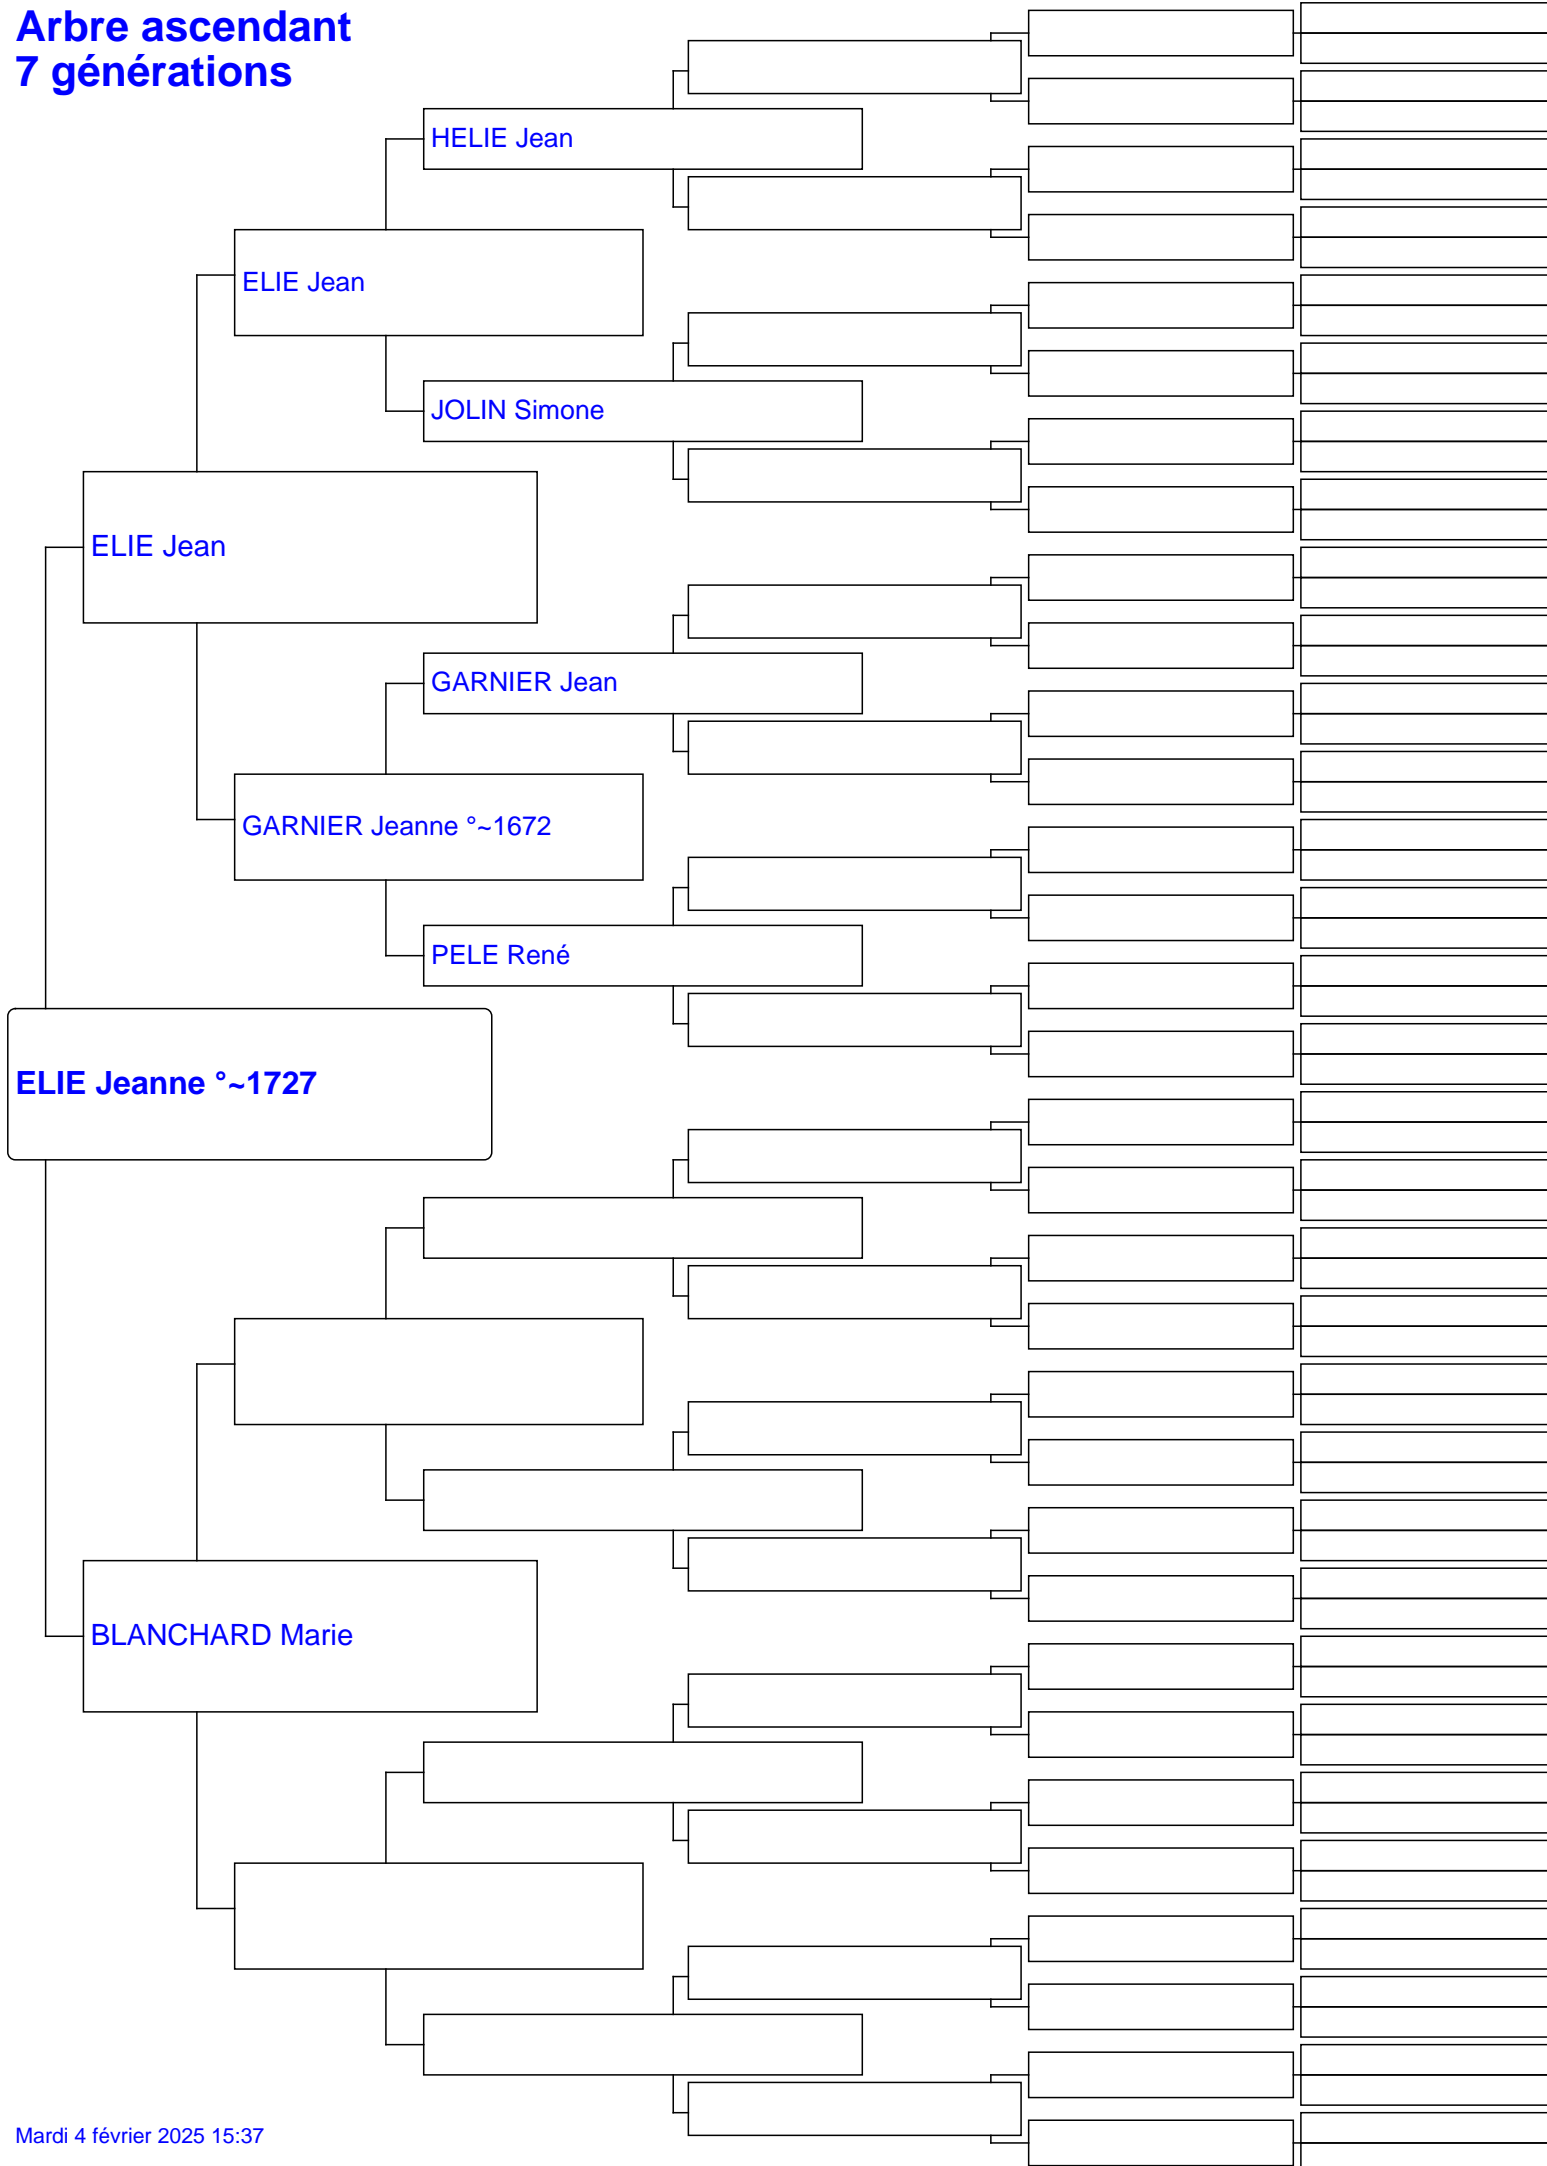 Arbre ascendant
7 générations
HELIE Jean
ELIE Jean
JOLIN Simone
ELIE Jean
GARNIER Jean
GARNIER Jeanne °~1672
PELE René
ELIE Jeanne °~1727
BLANCHARD Marie
Mardi 4 février 2025 15:37